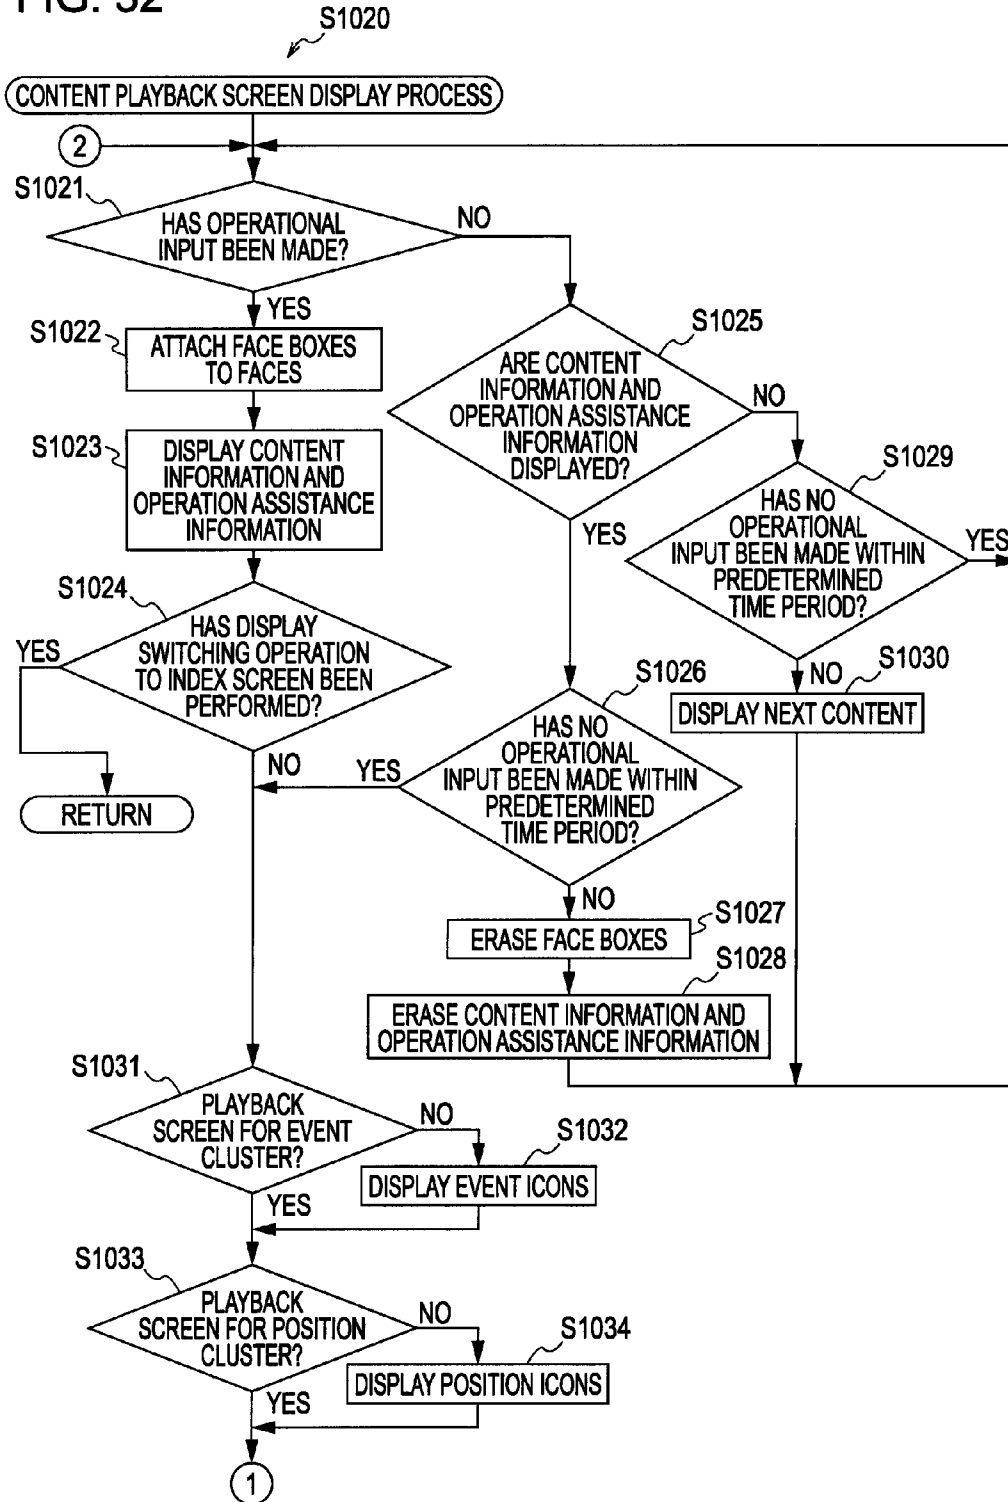 FIG. 32
S1020
CONTENT PLAYBACK SCREEN DISPLAY PROCESS
2
S1021
HAS OPERATIONAL
INPUT BEEN MADE?
NO
YES
S1022
ATTACH FACE BOXES
TO FACES
S1023
DISPLAY CONTENT
INFORMATION AND
OPERATION ASSISTANCE
INFORMATION
S1024
HAS DISPLAY
SWITCHING OPERATION
TO INDEX SCREEN BEEN
PERFORMED?
YES
NO
RETURN
S1025
ARE CONTENT
INFORMATION AND
OPERATION ASSISTANCE
INFORMATION
DISPLAYED?
NO
YES
S1029
HAS NO
OPERATIONAL
INPUT BEEN MADE WITHIN
PREDETERMINED
TIME PERIOD?
YES
NO
S1030
DISPLAY NEXT CONTENT
S1026
HAS NO
OPERATIONAL
INPUT BEEN MADE WITHIN
PREDETERMINED
TIME PERIOD?
YES
NO
S1027
ERASE FACE BOXES
S1028
ERASE CONTENT INFORMATION AND
OPERATION ASSISTANCE INFORMATION
S1031
PLAYBACK
SCREEN FOR EVENT
CLUSTER?
NO
YES
S1032
DISPLAY EVENT ICONS
S1033
PLAYBACK
SCREEN FOR POSITION
CLUSTER?
NO
YES
S1034
DISPLAY POSITION ICONS
1